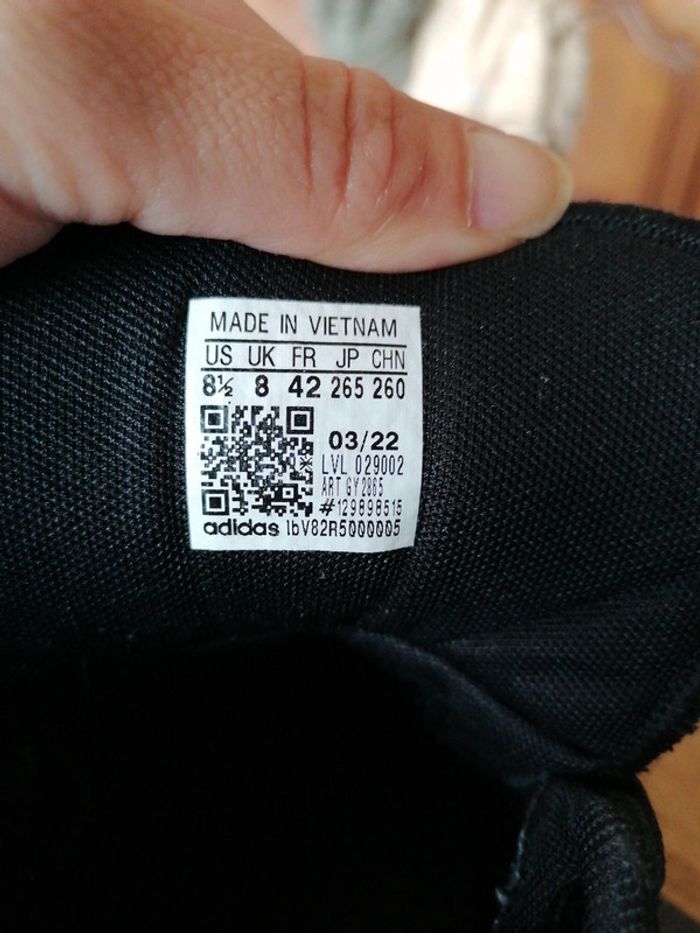 MADE IN VIETNAM
US UK FR JP CHN
8½ 8 42 265 260
03/22
LVL 029002
ART GY2865
#129898515
adidas 1bV82R5000005